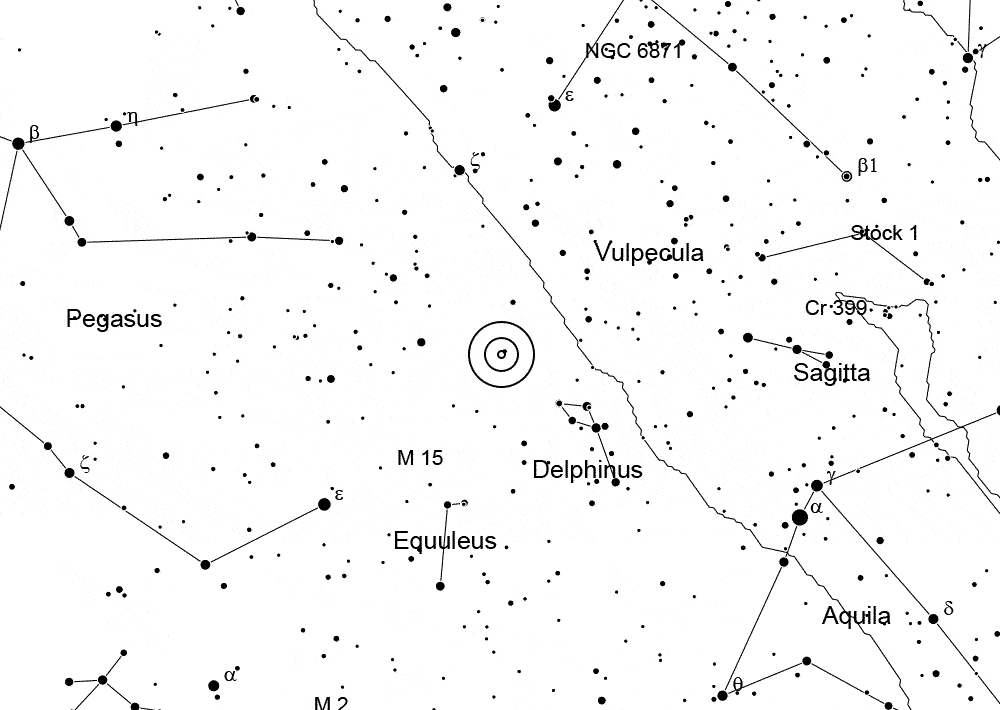 NGC 6871
γ
ε
β
η
ζ
β1
Stock 1
Vulpecula
Cr 399
Pegasus
Sagitta
ζ
M 15
Delphinus
γ
ε
α
Equuleus
δ
Aquila
α
θ
M 2